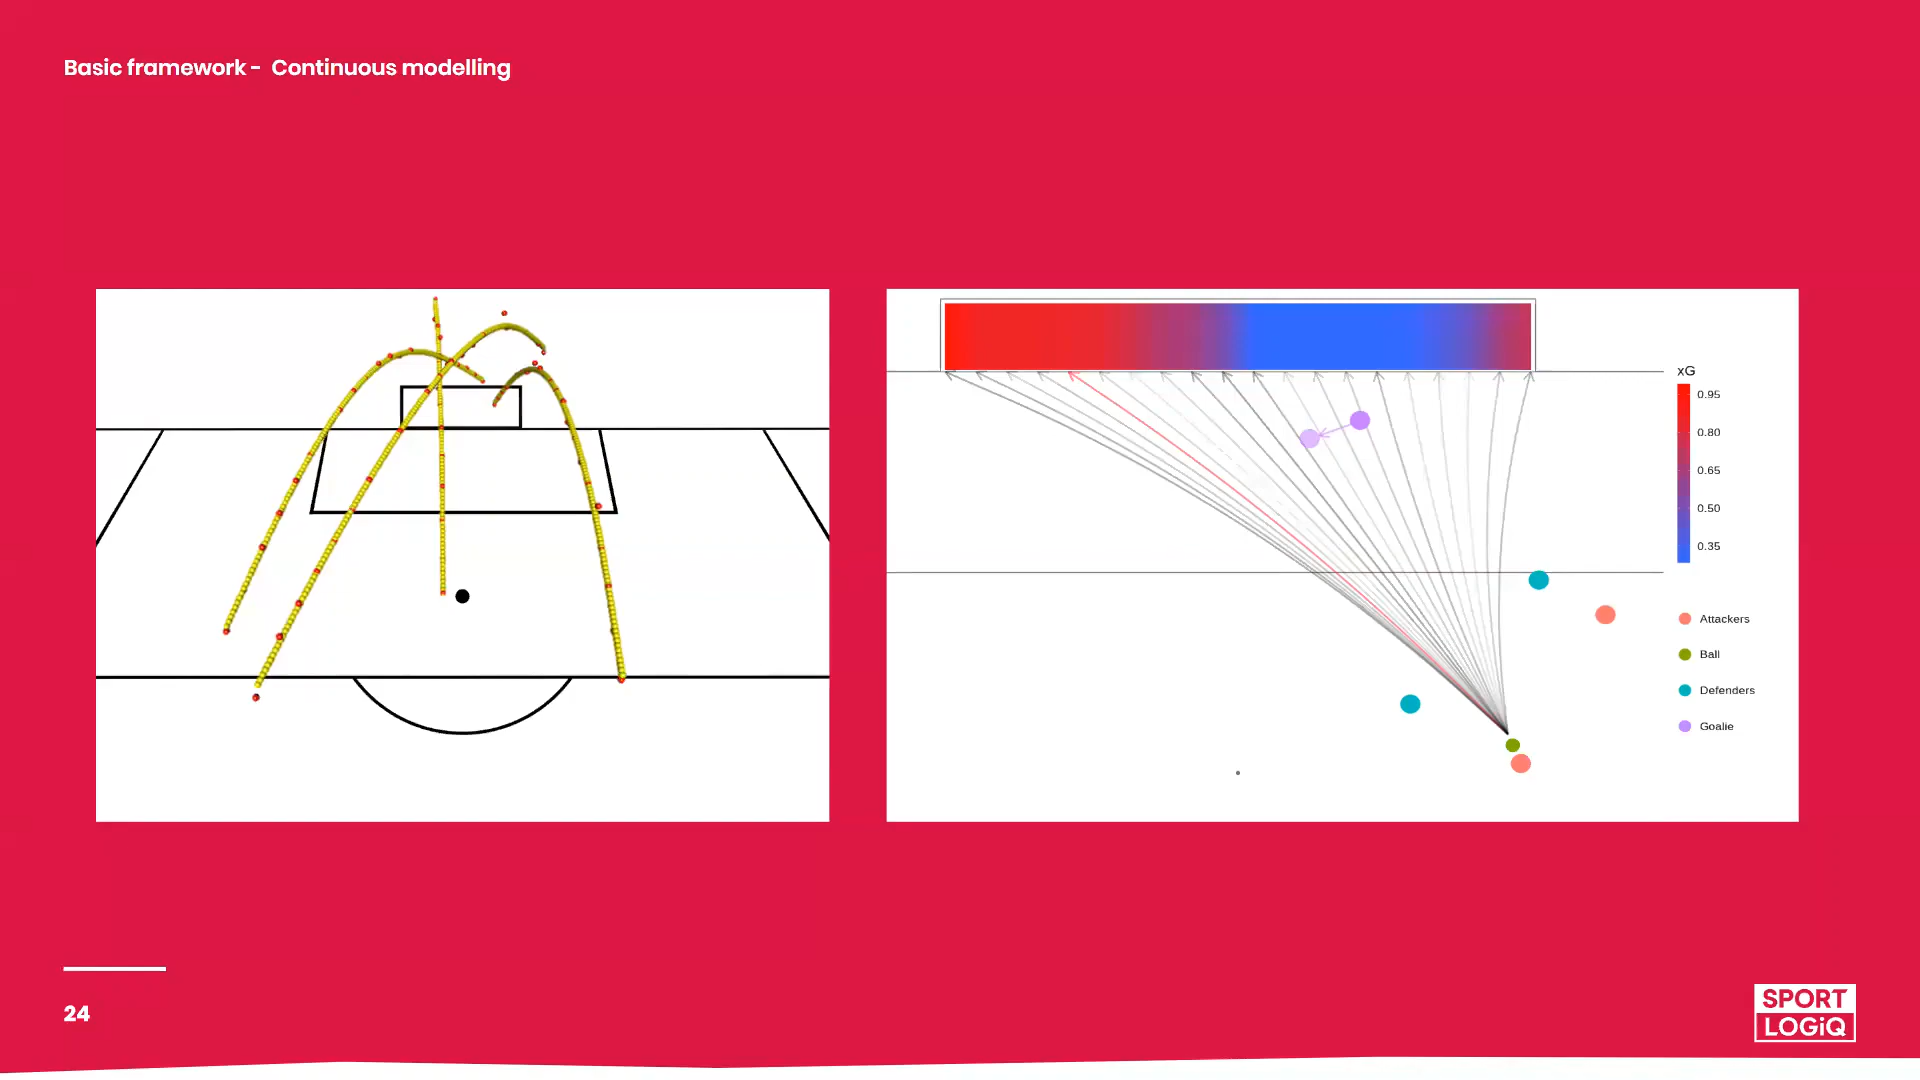 Basic framework - Continuous modelling
xG
0.95
0.80
0.65
0.50
0.35
Attackers
Ball
Defenders
Goalie
24
SPORT
LOGiQ